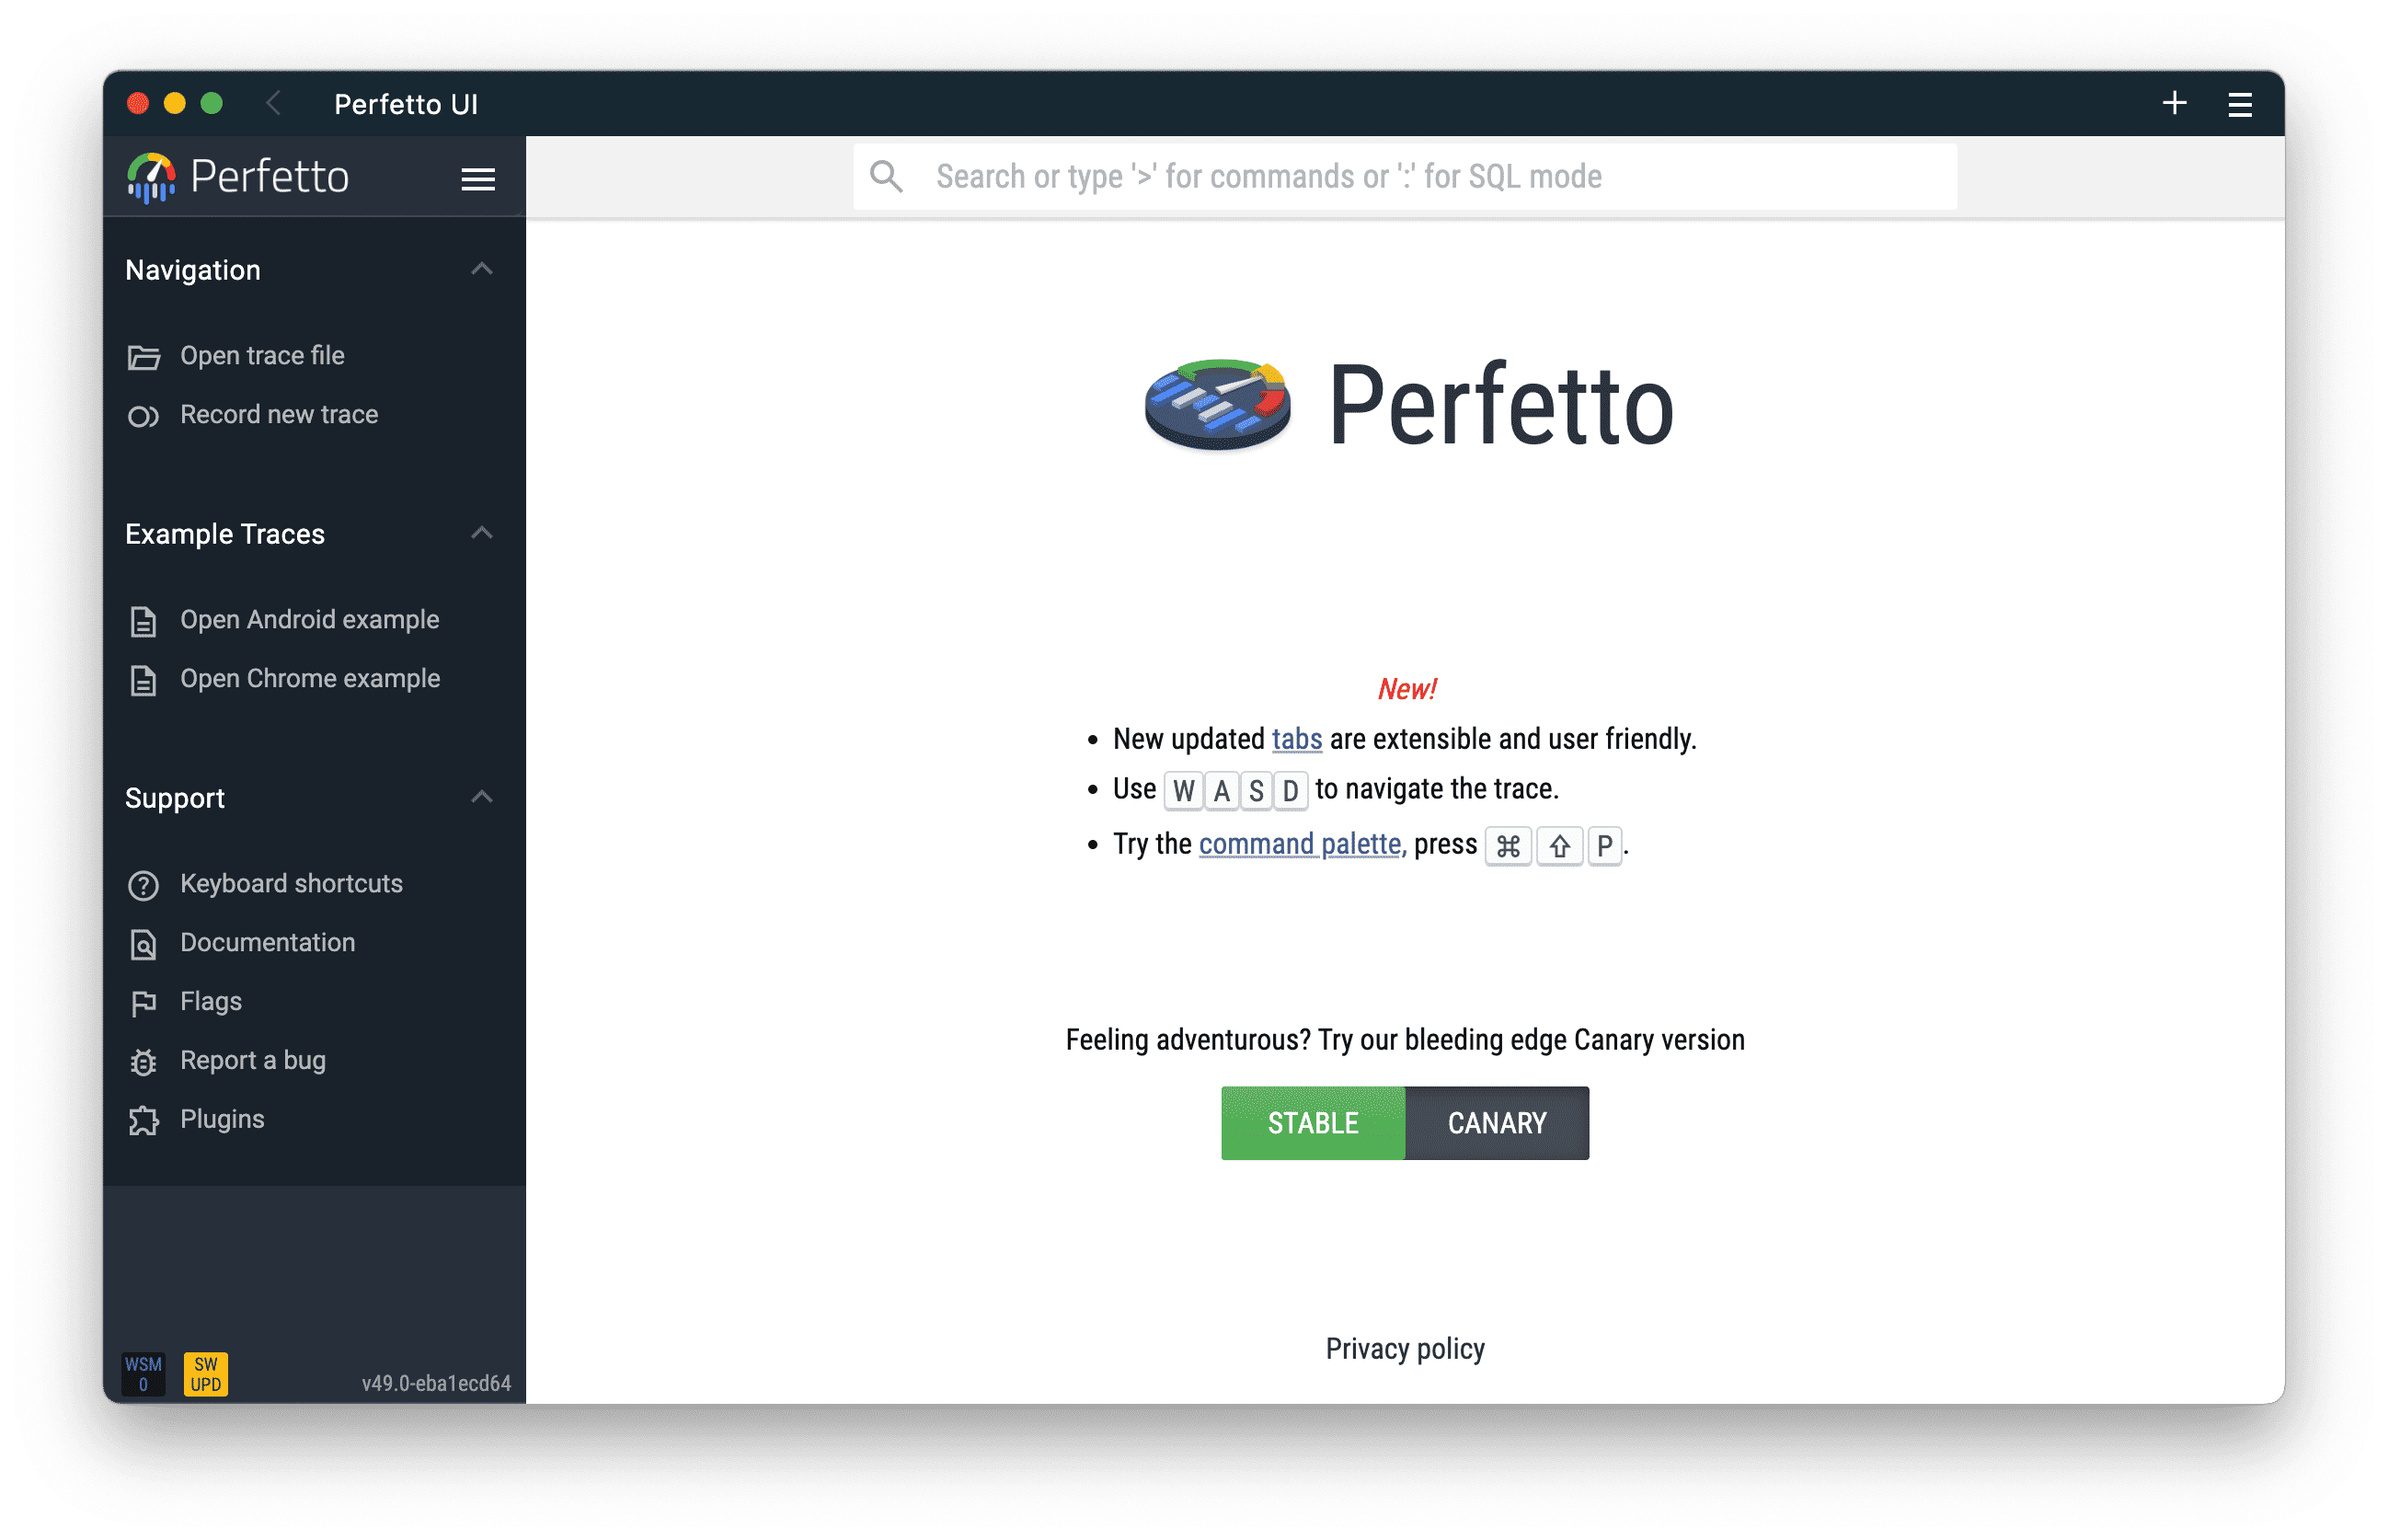 Perfetto UI
Perfetto
Search or type '>' for commands or ':' for SQL mode
Navigation
Open trace file
Record new trace
Example Traces
Open Android example
Open Chrome example
Support
Keyboard shortcuts
Documentation
Flags
Report a bug
Plugins
WSM
0
SW
UPD
v49.0-eba1ecd64
Perfetto
New!
• New updated tabs are extensible and user friendly.
• Use W A S D to navigate the trace.
• Try the command palette, press ⌘ ⇧ P.
Feeling adventurous? Try our bleeding edge Canary version
STABLE CANARY
Privacy policy